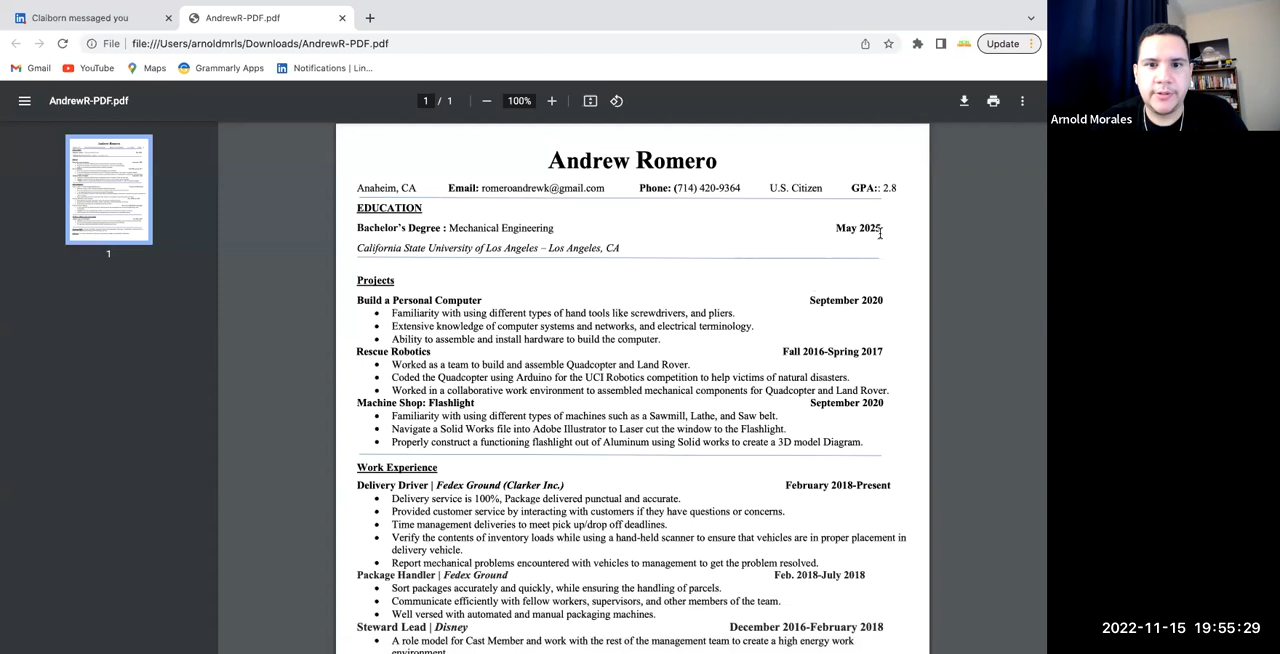 Claiborn messaged you
AndrewR-PDF.pdf
File
file:///Users/arnoldmrls/Downloads/AndrewR-PDF.pdf
Update
Gmail
YouTube
Maps
Grammarly Apps
Notifications | Lin...
AndrewR-PDF.pdf
1 / 1
100%
Arnold Morales
1
Andrew Romero
Anaheim, CA Email: romeroandrewk@gmail.com Phone: (714) 420-9364 U.S. Citizen GPA:: 2.8
EDUCATION
Bachelor's Degree : Mechanical Engineering May 2025
California State University of Los Angeles – Los Angeles, CA
Projects
Build a Personal Computer September 2020
• Familiarity with using different types of hand tools like screwdrivers, and pliers.
• Extensive knowledge of computer systems and networks, and electrical terminology.
• Ability to assemble and install hardware to build the computer.
Rescue Robotics Fall 2016-Spring 2017
• Worked as a team to build and assemble Quadcopter and Land Rover.
• Coded the Quadcopter using Arduino for the UCI Robotics competition to help victims of natural disasters.
• Worked in a collaborative work environment to assembled mechanical components for Quadcopter and Land Rover.
Machine Shop: Flashlight September 2020
• Familiarity with using different types of machines such as a Sawmill, Lathe, and Saw belt.
• Navigate a Solid Works file into Adobe Illustrator to Laser cut the window to the Flashlight.
• Properly construct a functioning flashlight out of Aluminum using Solid works to create a 3D model Diagram.
Work Experience
Delivery Driver | Fedex Ground (Clarker Inc.) February 2018-Present
• Delivery service is 100%, Package delivered punctual and accurate.
• Provided customer service by interacting with customers if they have questions or concerns.
• Time management deliveries to meet pick up/drop off deadlines.
• Verify the contents of inventory loads while using a hand-held scanner to ensure that vehicles are in proper placement in
delivery vehicle.
• Report mechanical problems encountered with vehicles to management to get the problem resolved.
Package Handler | Fedex Ground Feb. 2018-July 2018
• Sort packages accurately and quickly, while ensuring the handling of parcels.
• Communicate efficiently with fellow workers, supervisors, and other members of the team.
• Well versed with automated and manual packaging machines.
Steward Lead | Disney December 2016-February 2018
• A role model for Cast Member and work with the rest of the management team to create a high energy work
environment.
2022-11-15 19:55:29